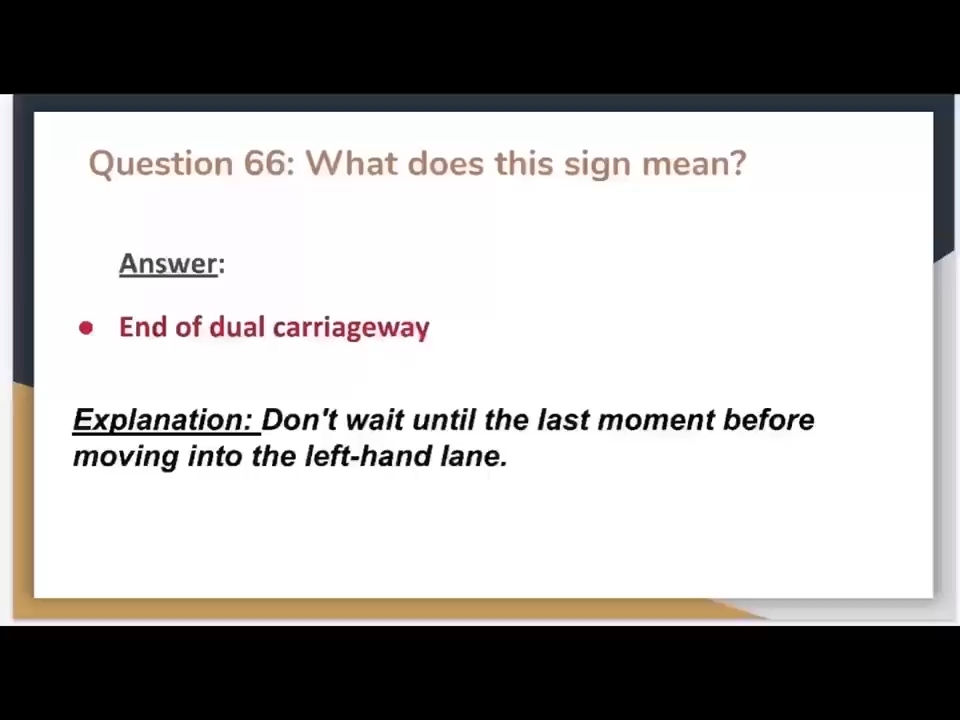 Question 66: What does this sign mean?
Answer:
● End of dual carriageway
Explanation: Don't wait until the last moment before
moving into the left-hand lane.